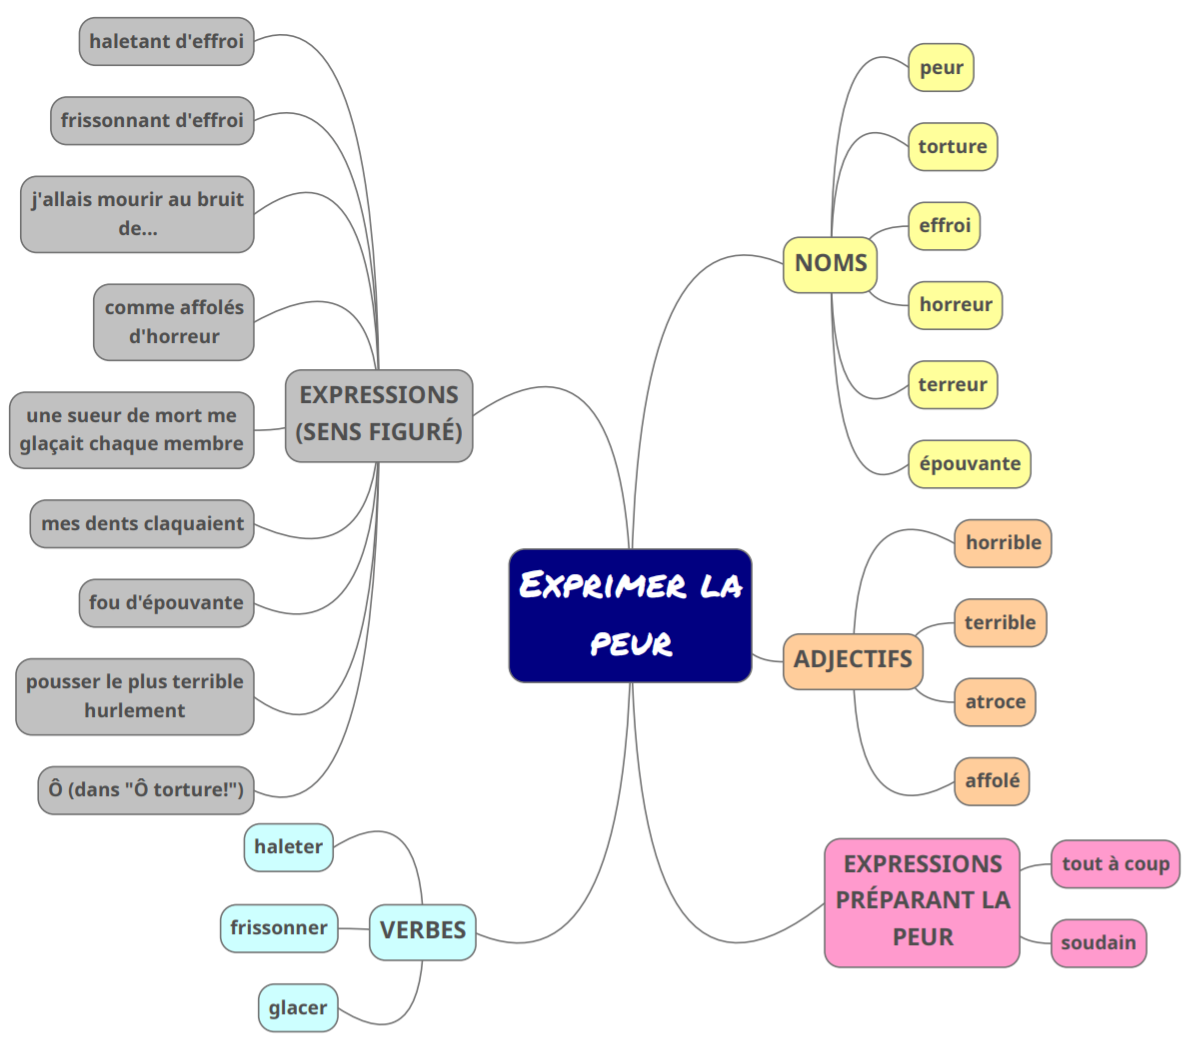 Exprimer la
peur
NOMS
peur
torture
effroi
horreur
terreur
épouvante
ADJECTIFS
horrible
terrible
atroce
affolé
EXPRESSIONS
PRÉPARANT LA
PEUR
tout à coup
soudain
EXPRESSIONS
(SENS FIGURÉ)
haletant d'effroi
frissonnant d'effroi
j'allais mourir au bruit
de...
comme affolés
d'horreur
une sueur de mort me
glaçait chaque membre
mes dents claquaient
fou d'épouvante
pousser le plus terrible
hurlement
Ô (dans "Ô torture!")
VERBES
haleter
frissonner
glacer